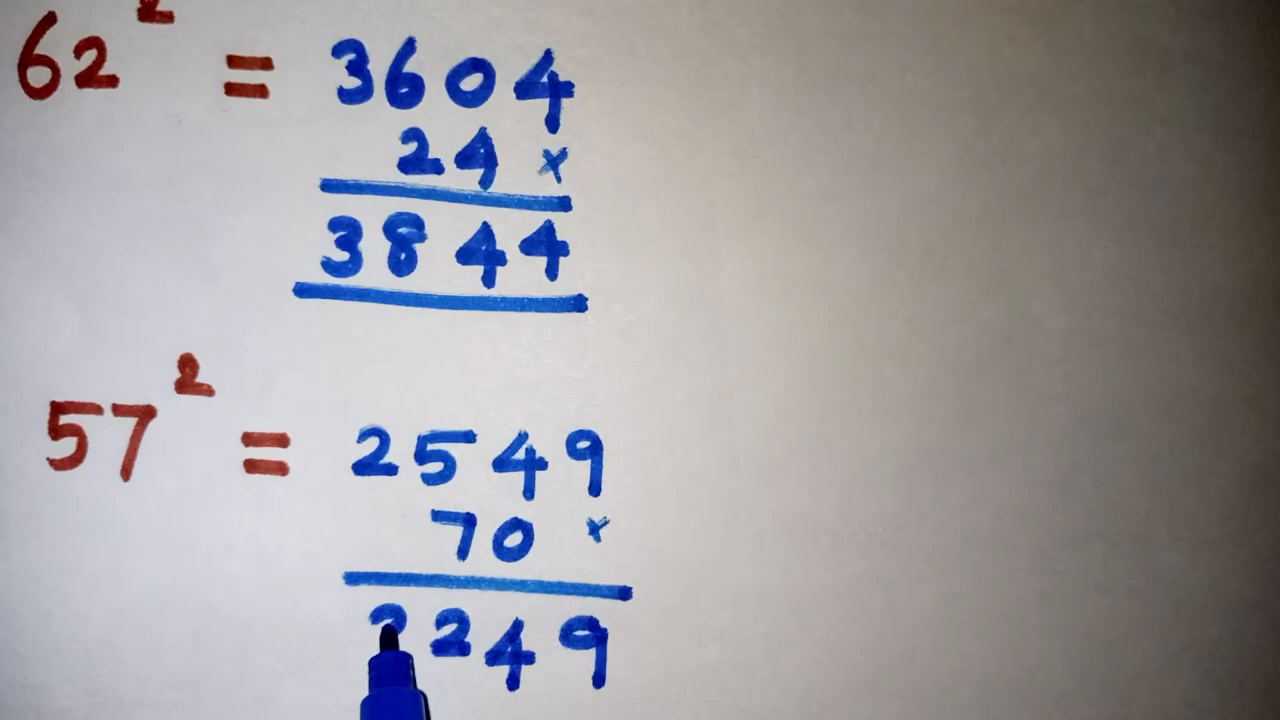 62² = 3604
24 ×
3844
57² = 2549
70 ×
249